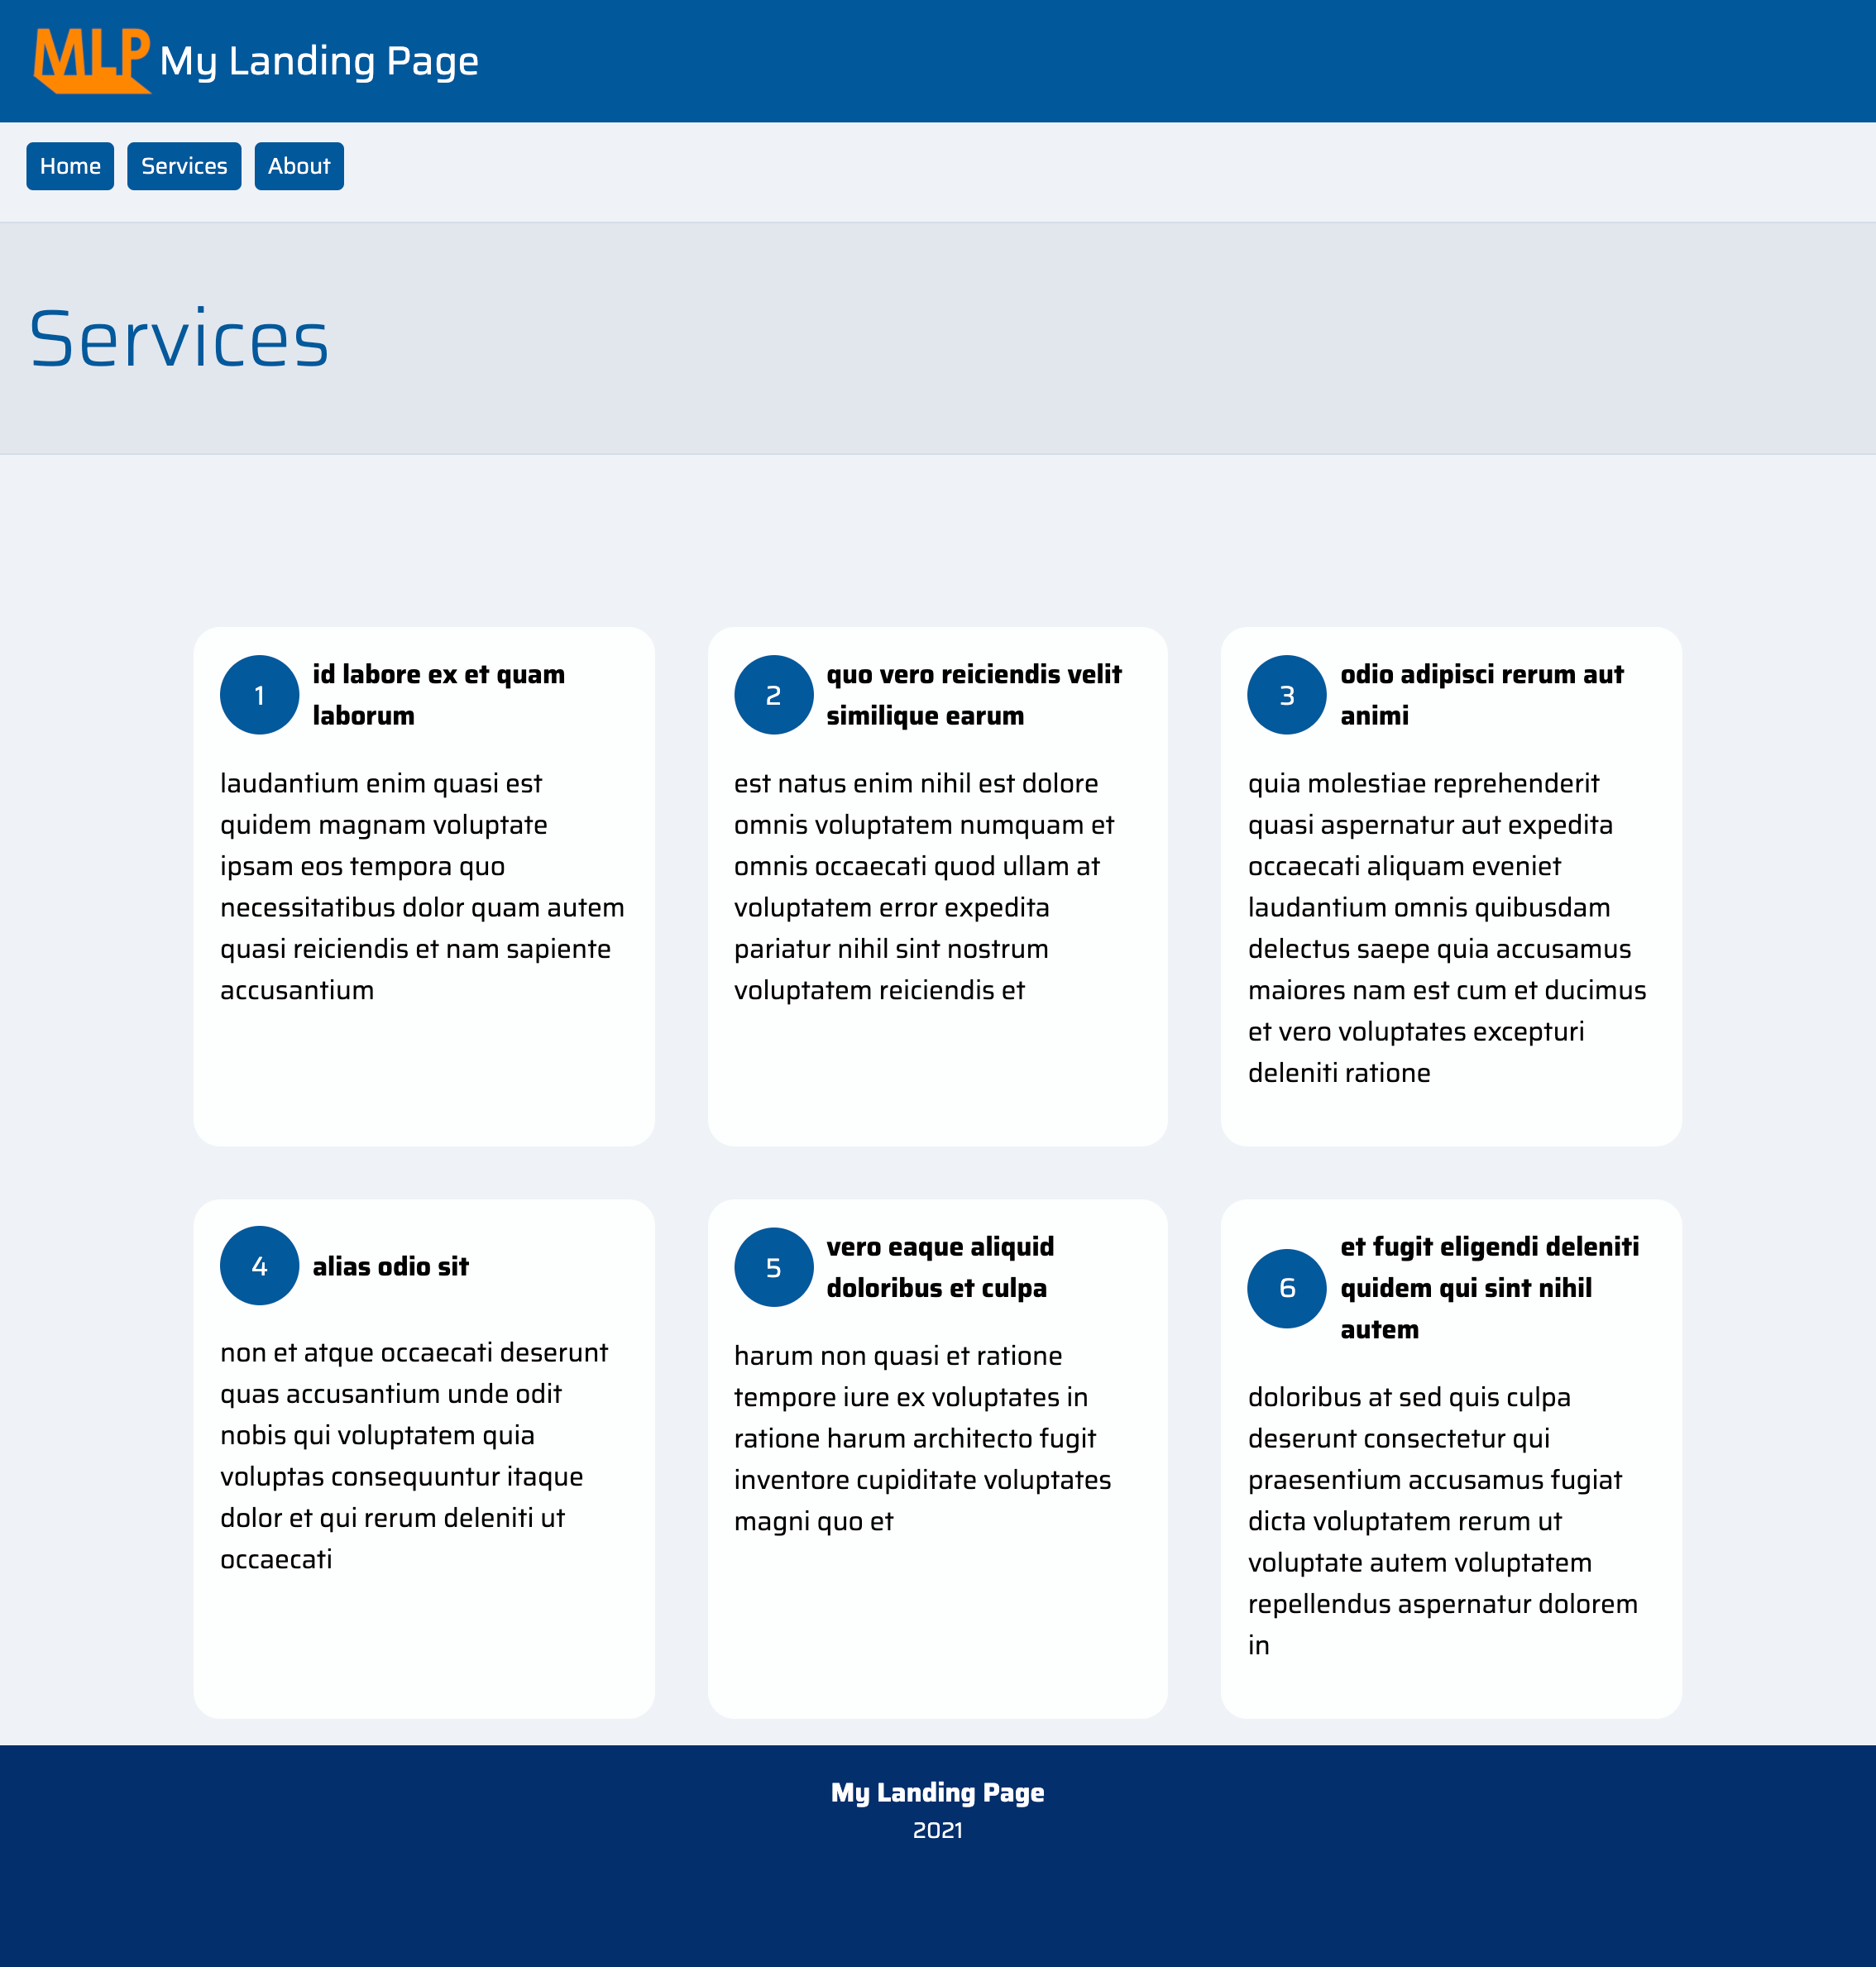 MLP My Landing Page
Home Services About
Services
1
id labore ex et quam
laborum
laudantium enim quasi est
quidem magnam voluptate
ipsam eos tempora quo
necessitatibus dolor quam autem
quasi reiciendis et nam sapiente
accusantium
2
quo vero reiciendis velit
similique earum
est natus enim nihil est dolore
omnis voluptatem numquam et
omnis occaecati quod ullam at
voluptatem error expedita
pariatur nihil sint nostrum
voluptatem reiciendis et
3
odio adipisci rerum aut
animi
quia molestiae reprehenderit
quasi aspernatur aut expedita
occaecati aliquam eveniet
laudantium omnis quibusdam
delectus saepe quia accusamus
maiores nam est cum et ducimus
et vero voluptates excepturi
deleniti ratione
4
alias odio sit
non et atque occaecati deserunt
quas accusantium unde odit
nobis qui voluptatem quia
voluptas consequuntur itaque
dolor et qui rerum deleniti ut
occaecati
5
vero eaque aliquid
doloribus et culpa
harum non quasi et ratione
tempore iure ex voluptates in
ratione harum architecto fugit
inventore cupiditate voluptates
magni quo et
6
et fugit eligendi deleniti
quidem qui sint nihil
autem
doloribus at sed quis culpa
deserunt consectetur qui
praesentium accusamus fugiat
dicta voluptatem rerum ut
voluptate autem voluptatem
repellendus aspernatur dolorem
in
My Landing Page
2021